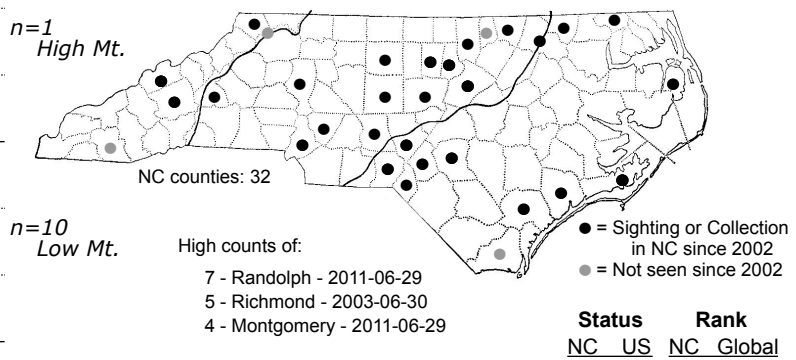 n=1
High Mt.
NC counties: 32
n=10
Low Mt.
High counts of:
7 - Randolph - 2011-06-29
5 - Richmond - 2003-06-30
4 - Montgomery - 2011-06-29
● = Sighting or Collection
in NC since 2002
● = Not seen since 2002
Status Rank
NC US NC Global